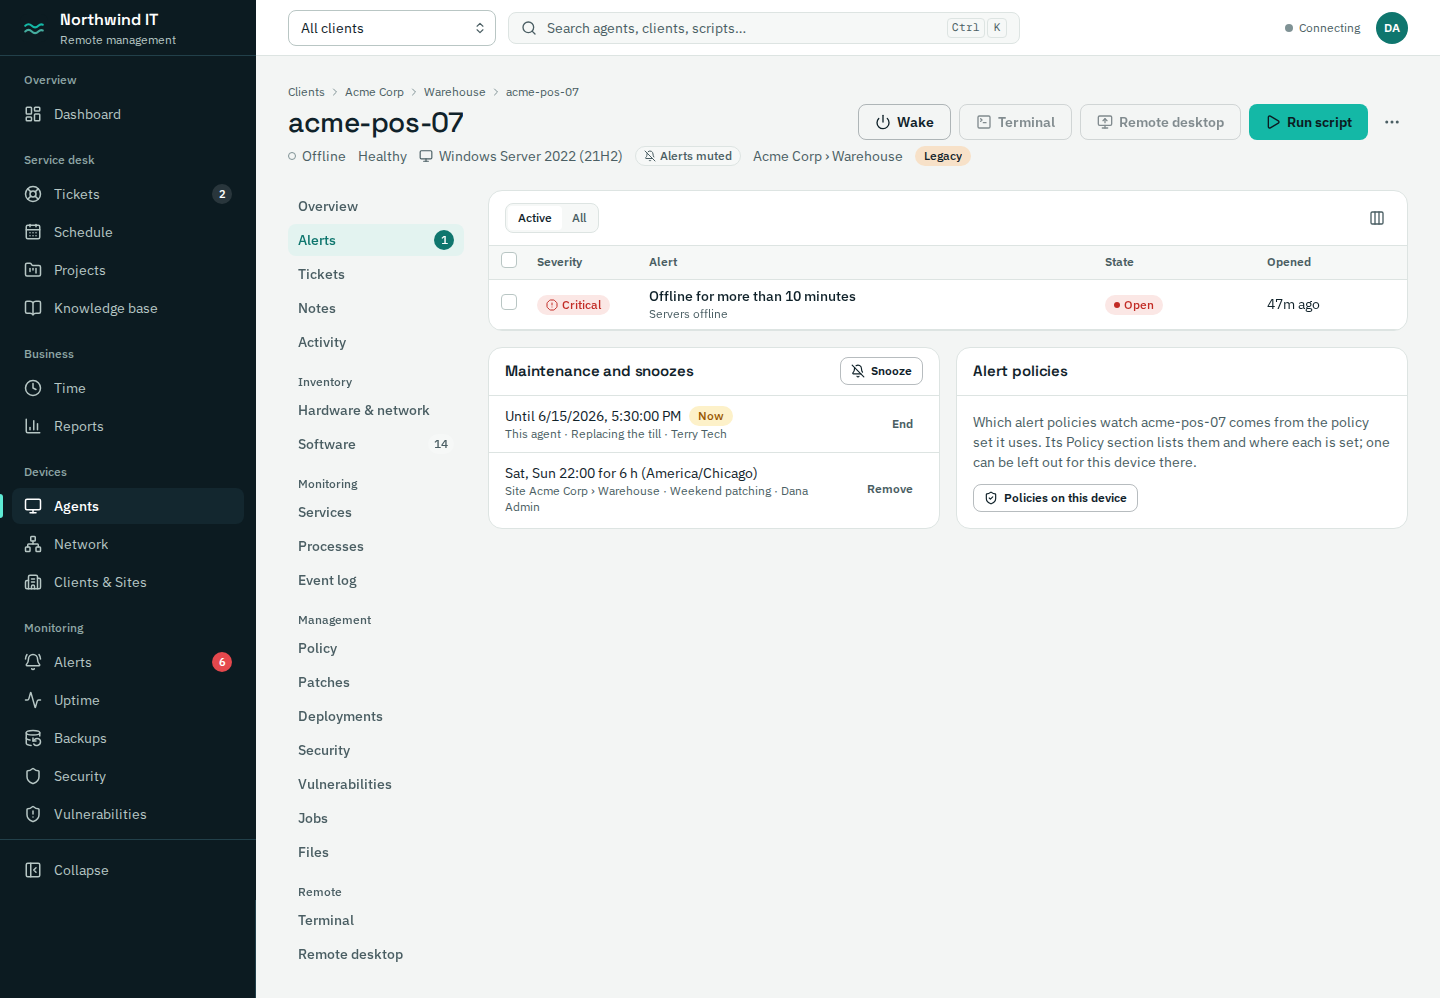 Northwind IT
Remote management
Overview
Dashboard
Service desk
Tickets 2
Schedule
Projects
Knowledge base
Business
Time
Reports
Devices
Agents
Network
Clients & Sites
Monitoring
Alerts 6
Uptime
Backups
Security
Vulnerabilities
Collapse
All clients
Search agents, clients, scripts... Ctrl K
Connecting
DA
Clients Acme Corp Warehouse acme-pos-07
acme-pos-07
Wake Terminal Remote desktop Run script
Offline Healthy Windows Server 2022 (21H2) Alerts muted Acme Corp › Warehouse Legacy
Overview
Alerts 1
Tickets
Notes
Activity
Inventory
Hardware & network
Software 14
Monitoring
Services
Processes
Event log
Management
Policy
Patches
Deployments
Security
Vulnerabilities
Jobs
Files
Remote
Terminal
Remote desktop
Active All
Severity Alert State Opened
Critical Offline for more than 10 minutes Open 47m ago
Servers offline
Maintenance and snoozes Snooze
Until 6/15/2026, 5:30:00 PM Now
This agent · Replacing the till · Terry Tech
End
Sat, Sun 22:00 for 6 h (America/Chicago)
Site Acme Corp › Warehouse · Weekend patching · Dana
Admin
Remove
Alert policies
Which alert policies watch acme-pos-07 comes from the policy
set it uses. Its Policy section lists them and where each is set; one
can be left out for this device there.
Policies on this device